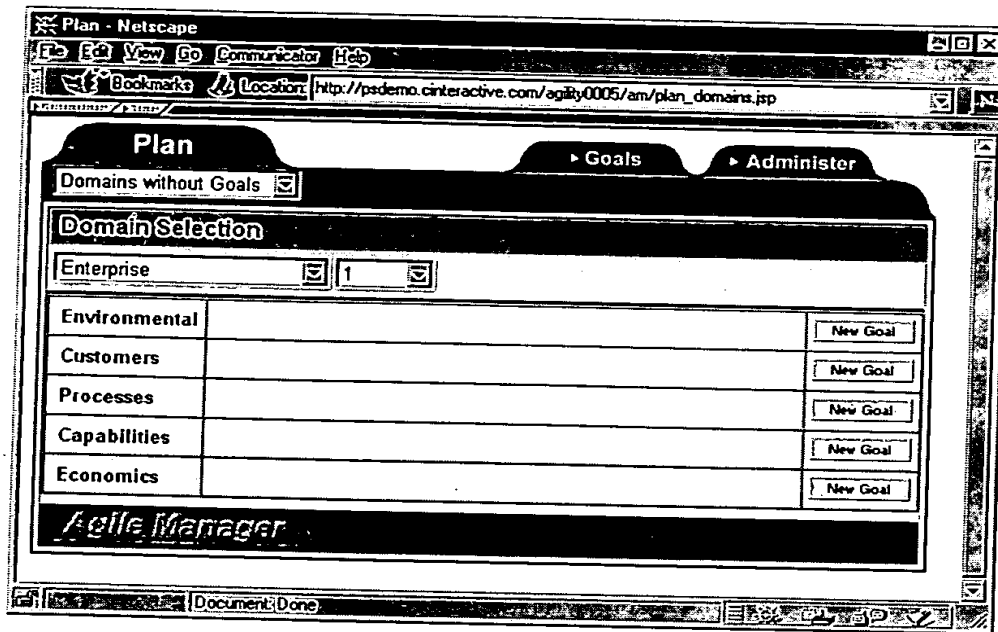 Plan - Netscape
File Edit View Go Communicator Help
Bookmarks Location: http://psdemo.cinteractive.com/agility0005/am/plan_domains.jsp
Plan
Goals Administer
Domains without Goals
Domain Selection
Enterprise 1
Environmental New Goal
Customers New Goal
Processes New Goal
Capabilities New Goal
Economics New Goal
Agile Manager
Document: Done